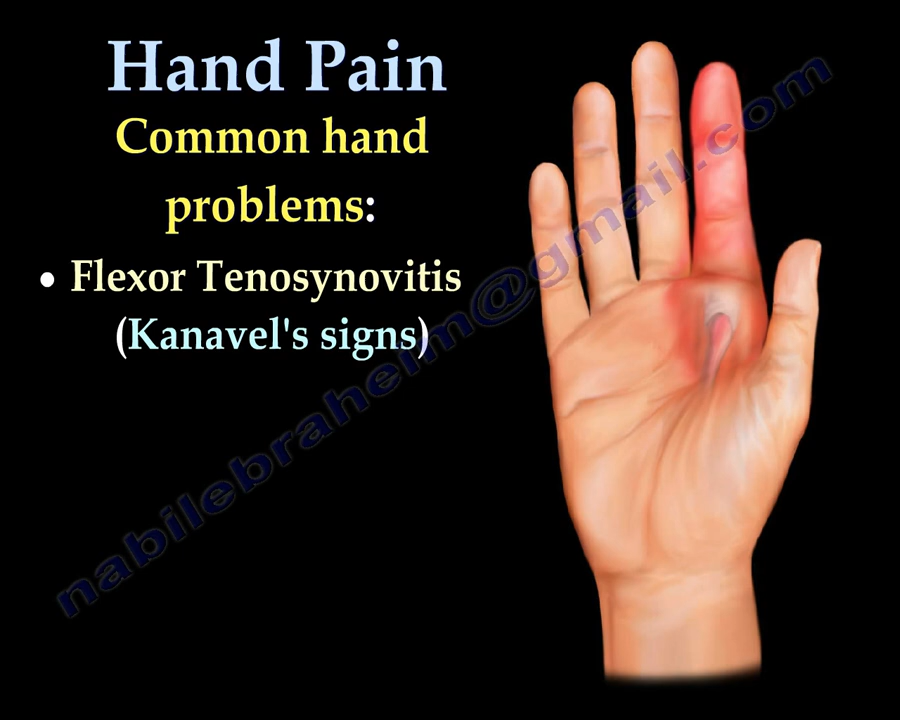 Hand Pain
Common hand
problems:
• Flexor Tenosynovitis
(Kanavel's signs)
nabilebraheim@gmail.com